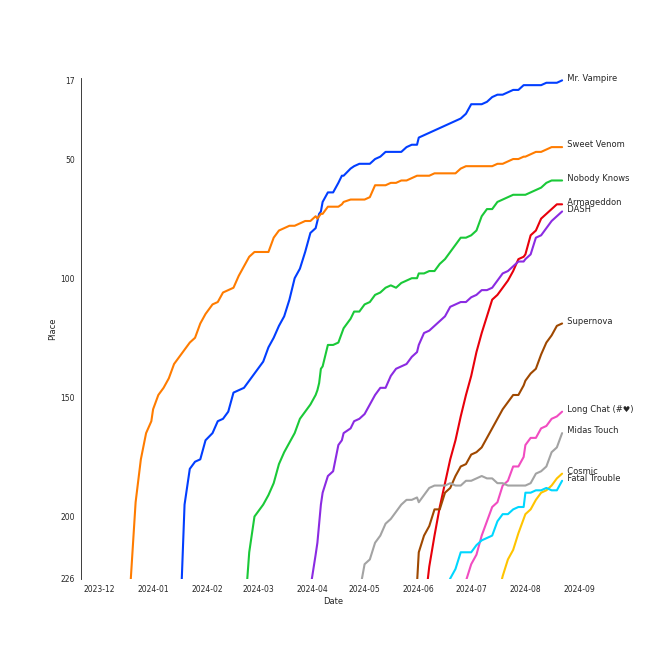 17
Mr. Vampire
Sweet Venom
50
Nobody Knows
Armageddon
DASH
100
Supernova
Place
150
Long Chat (#♥)
Midas Touch
Cosmic
Fatal Trouble
200
226
2023-12 2024-01 2024-02 2024-03 2024-04 2024-05 2024-06 2024-07 2024-08 2024-09
Date